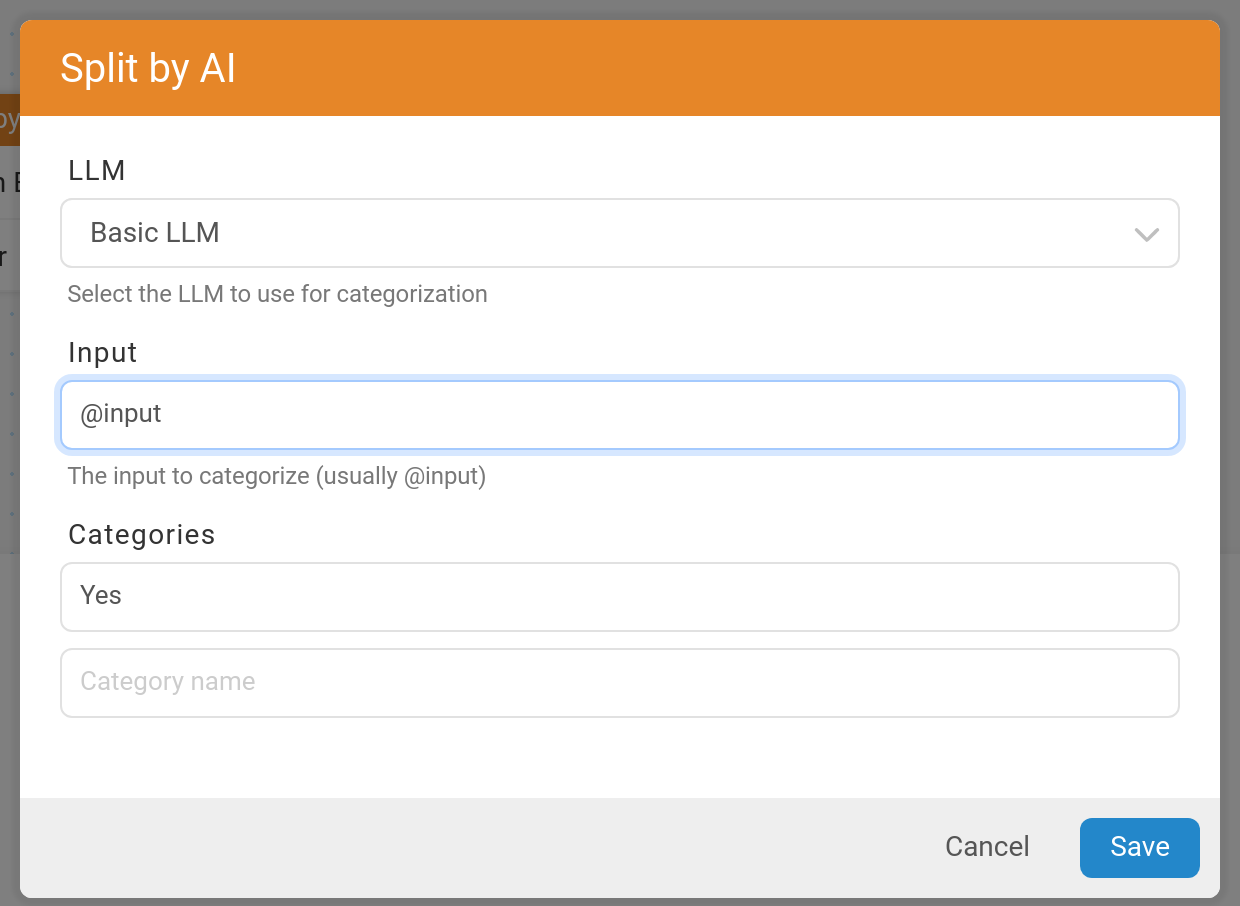 Split by AI
LLM
Basic LLM
Select the LLM to use for categorization
Input
@input
The input to categorize (usually @input)
Categories
Yes
Category name
Cancel
Save